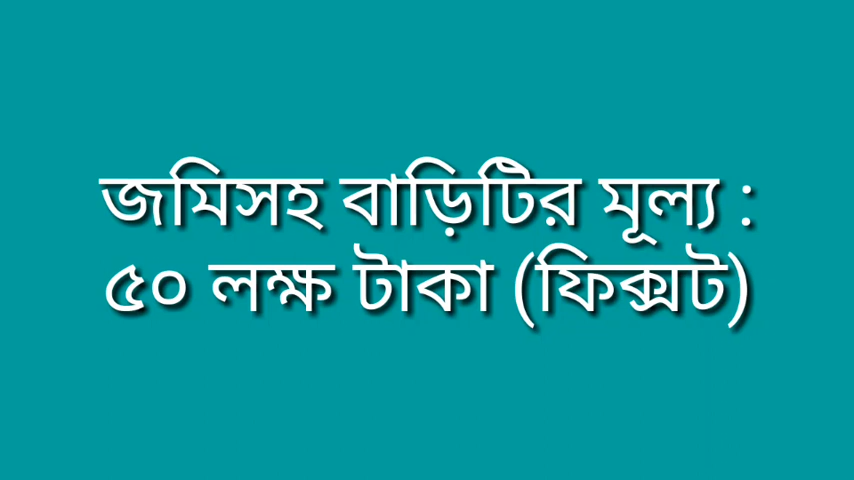 জমিসহ বাড়িটির মূল্য :
৫০ লক্ষ টাকা (ফিক্সট)